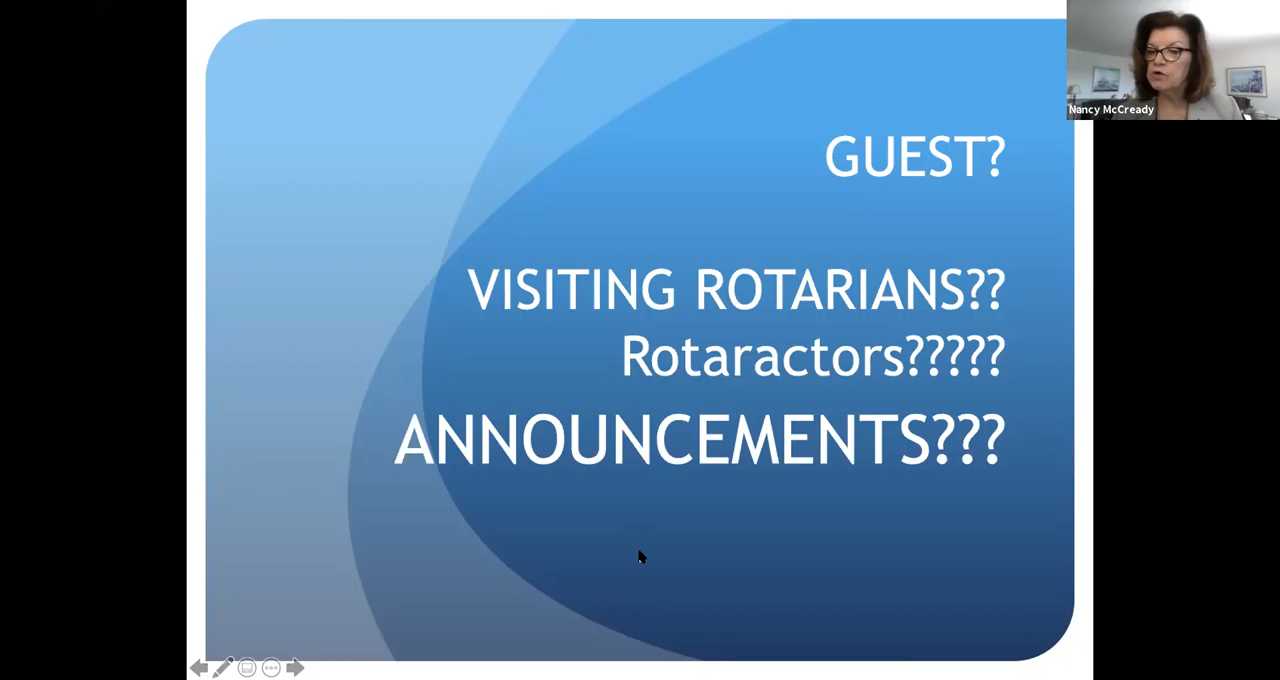 Nancy McCready
GUEST?
VISITING ROTARIANS??
Rotaractors?????
ANNOUNCEMENTS???